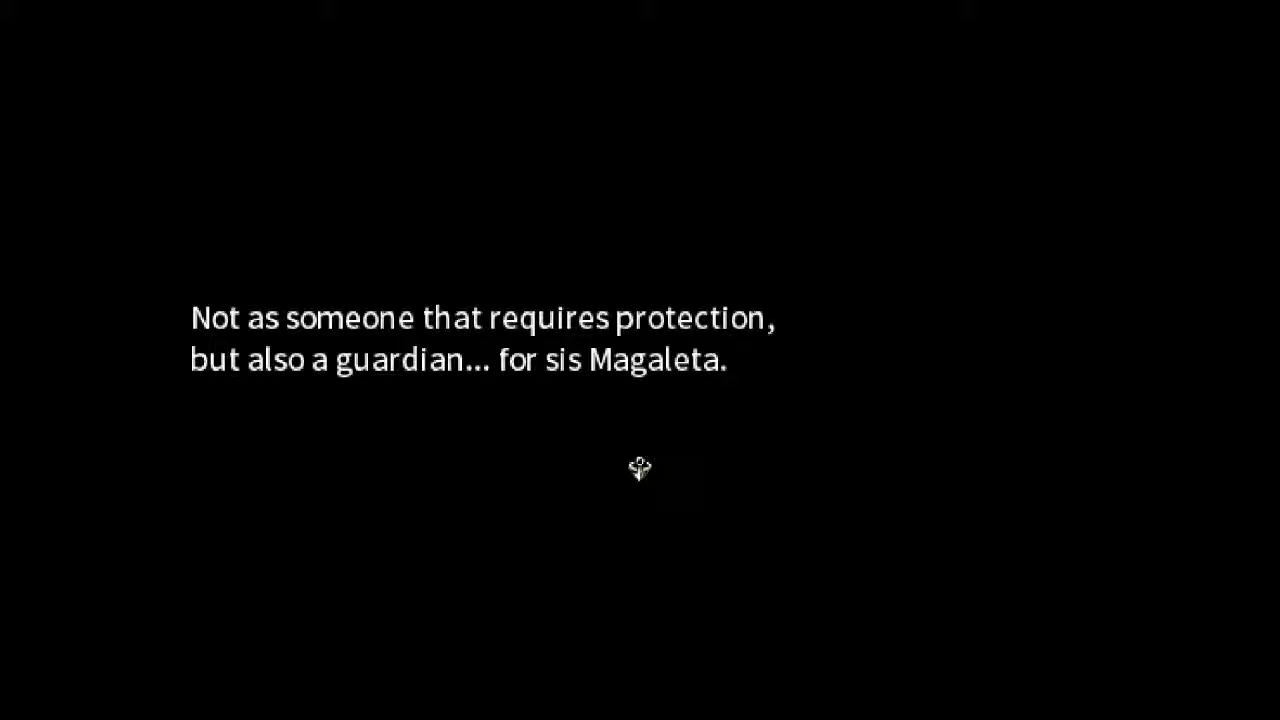 Not as someone that requires protection,
but also a guardian... for sis Magaleta.